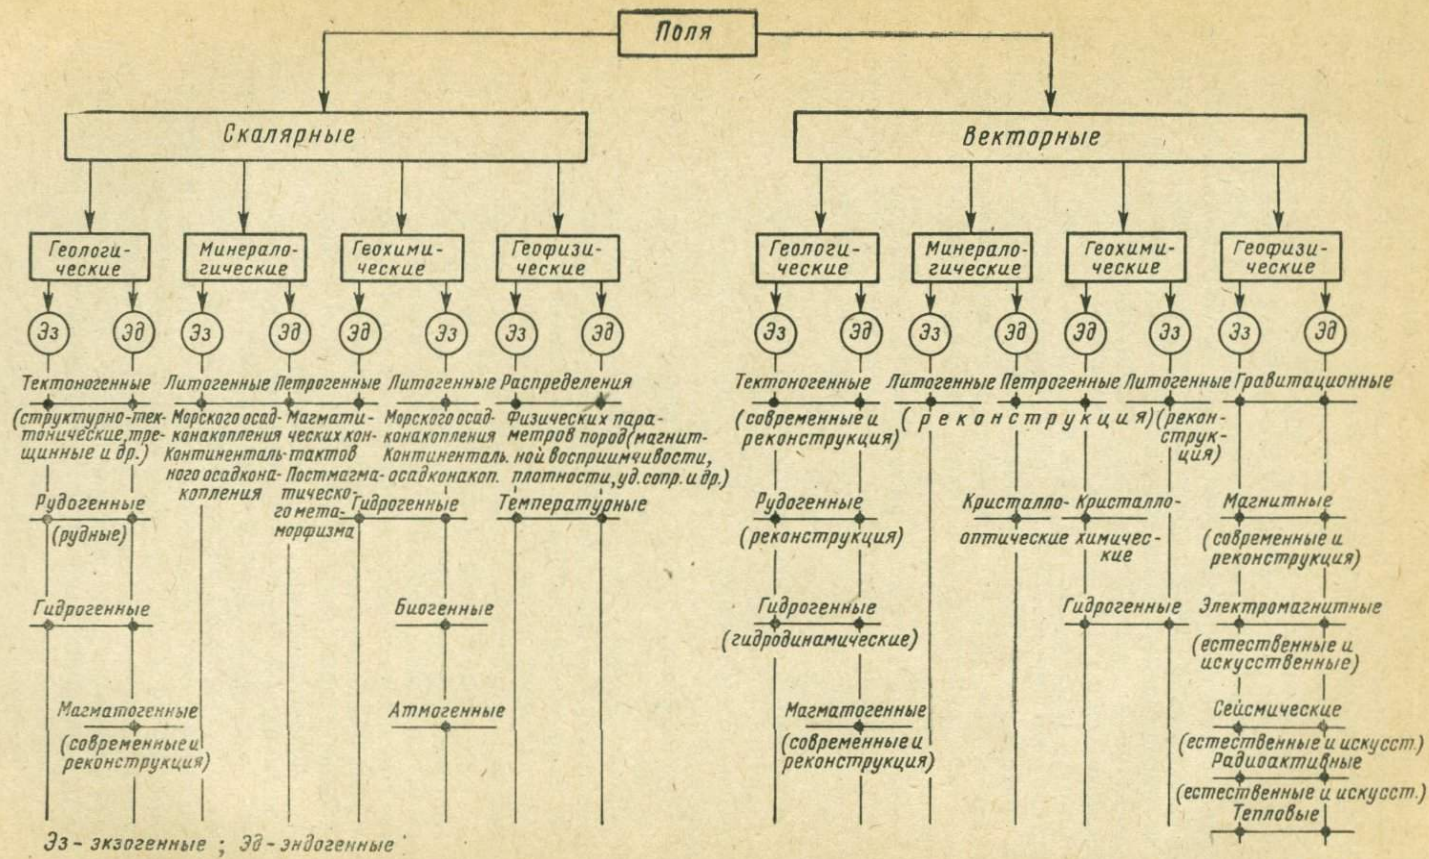 Поля
Скалярные
Векторные
Геологи-
ческие
Минерало-
гические
Геохими-
ческие
Геофизи-
ческие
Геологи-
ческие
Минерало-
гические
Геохими-
ческие
Геофизи-
ческие
Эз
Эд
Эз
Эд
Эд
Эз
Эз
Эд
Эз
Эд
Эз
Эд
Эд
Эз
Эз
Эд
Тектоногенные
(структурно-тек-
тонические, тре-
щинные и др.)
Рудогенные
(рудные)
Гидрогенные
Магматогенные
(современные и
реконструкция)
Литогенные
Морского осад-
конакопления
Континенталь-
ного осадкона-
копления
Петрогенные
Магмати-
ческих кон-
тактов
Постмагма-
тическо-
го мета-
морфизма
Литогенные
Морского осад-
конакопления
Континенталь.
осадконакоп.
Гидрогенные
Биогенные
Атмогенные
Распределения
Физических пара-
метров пород (магнит-
ной восприимчивости,
плотности, уд. сопр. и др.)
Температурные
Тектоногенные
(современные и
реконструкция)
Рудогенные
(реконструкция)
Гидрогенные
(гидродинамические)
Магматогенные
(современные и
реконструкция)
Литогенные
Петрогенные
(реконструкция)
Кристалло-
оптические
Кристалло-
химичес-
кие
Литогенные
(рекон-
струк-
ция)
Гидрогенные
Гравитационные
Магнитные
(современные и
реконструкция)
Электромагнитные
(естественные и
искусственные)
Сейсмические
(естественные и искусст.)
Радиоактивные
(естественные и искусст.)
Тепловые
Эз - экзогенные ; Эд - эндогенные